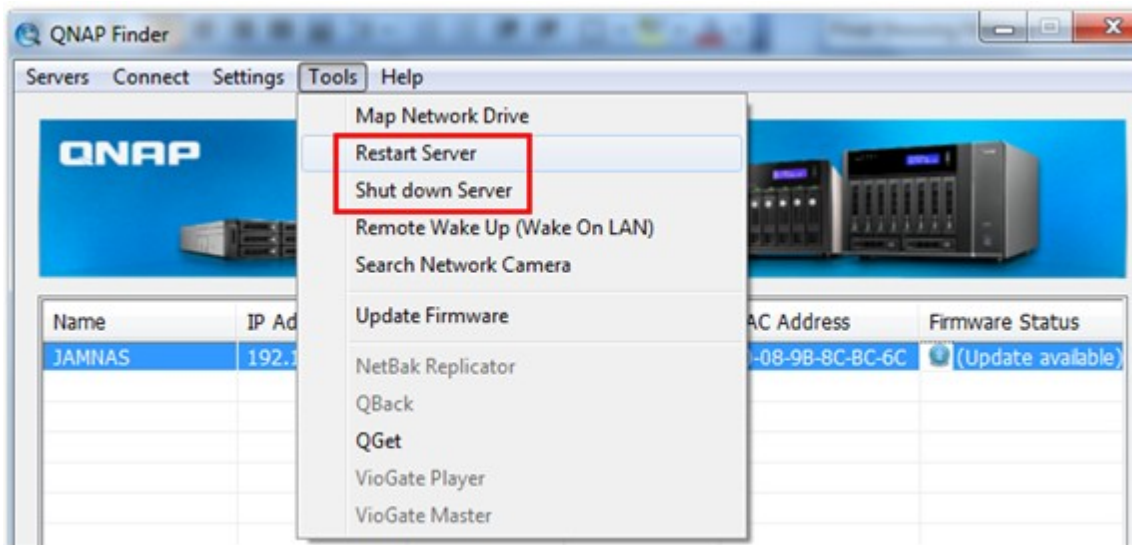 QNAP Finder
Servers Connect Settings Tools Help
Map Network Drive
QNAP
Restart Server
Shut down Server
Remote Wake Up (Wake On LAN)
Search Network Camera
Update Firmware
Name IP Ad AC Address Firmware Status
JAMNAS 192.1 -08-9B-8C-BC-6C (Update available)
NetBak Replicator
QBack
QGet
VioGate Player
VioGate Master